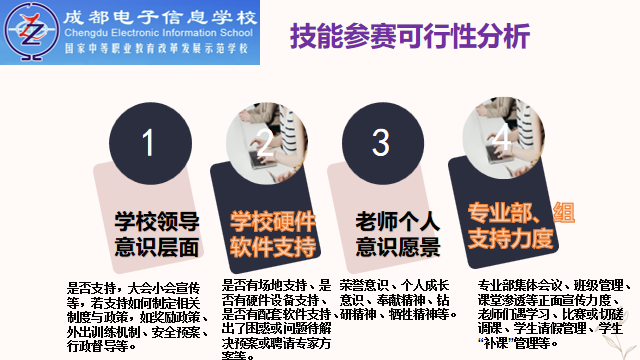 成都电子信息学校
Chengdu Electronic Information School
国家中等职业教育改革发展示范学校
技能参赛可行性分析
1
2
3
4
学校领导
意识层面
学校硬件
软件支持
老师个人
意识愿景
专业部、组
支持力度
是否支持，大会小会宣传
等，若支持如何制定相关
制度与政策，如奖励政策、
外出训练机制、安全预案、
行政督导等。
是否有场地支持、是
否有硬件设备支持、
是否有配套软件支持、
出了困惑或问题待解
决预案或聘请专家方
案等。
荣誉意识、个人成长
意识、奉献精神、钻
研精神、牺牲精神等。
专业部集体会议、班级管理、
课堂渗透等正面宣传力度、
老师们遇学习、比赛或切磋
调课、学生请假管理、学生
“补课”管理等。